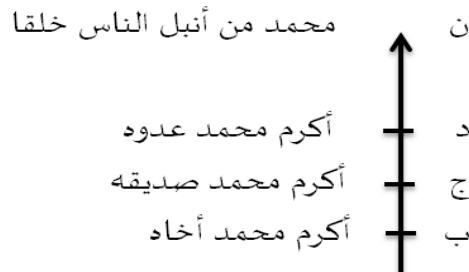 ن محمد من أنبل الناس خلقا
د أكرم محمد عدوه
ج أكرم محمد صديقه
ب أكرم محمد أخاه